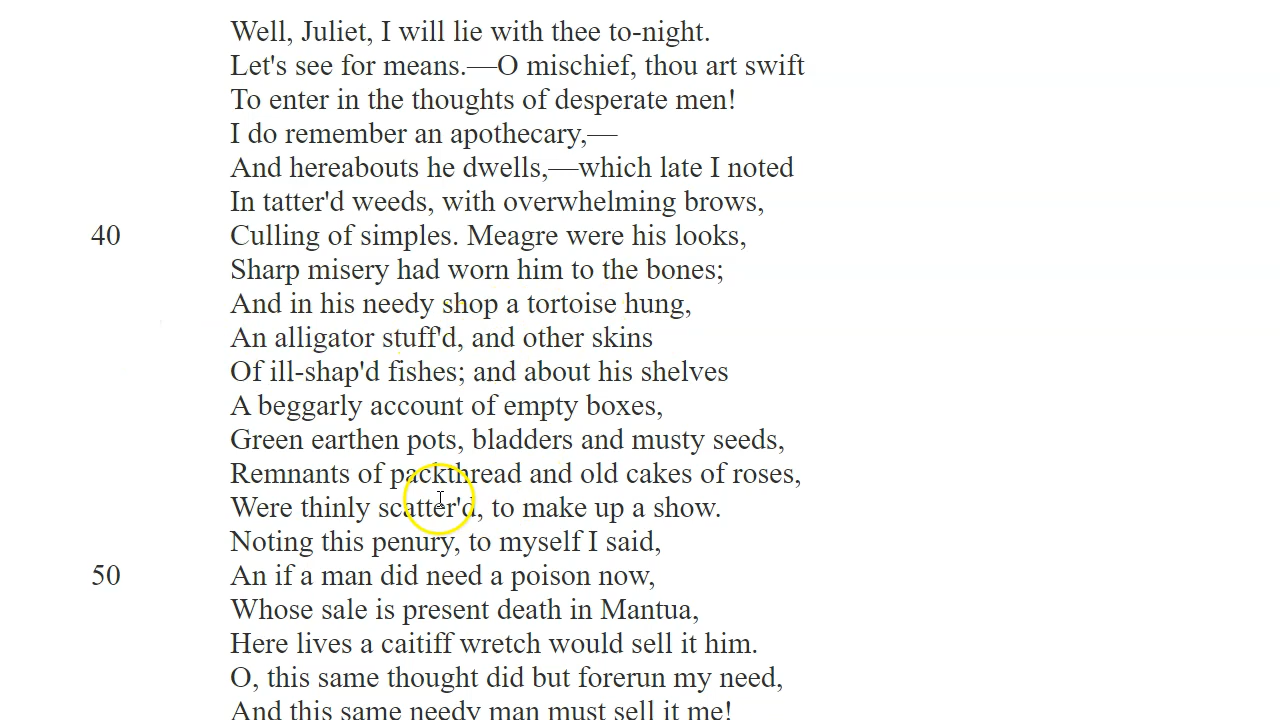 Well, Juliet, I will lie with thee to-night.
Let's see for means.—O mischief, thou art swift
To enter in the thoughts of desperate men!
I do remember an apothecary,—
And hereabouts he dwells,—which late I noted
In tatter'd weeds, with overwhelming brows,
40 Culling of simples. Meagre were his looks,
Sharp misery had worn him to the bones;
And in his needy shop a tortoise hung,
An alligator stuff'd, and other skins
Of ill-shap'd fishes; and about his shelves
A beggarly account of empty boxes,
Green earthen pots, bladders and musty seeds,
Remnants of packthread and old cakes of roses,
Were thinly scatter'd, to make up a show.
Noting this penury, to myself I said,
50 An if a man did need a poison now,
Whose sale is present death in Mantua,
Here lives a caitiff wretch would sell it him.
O, this same thought did but forerun my need,
And this same needy man must sell it me!